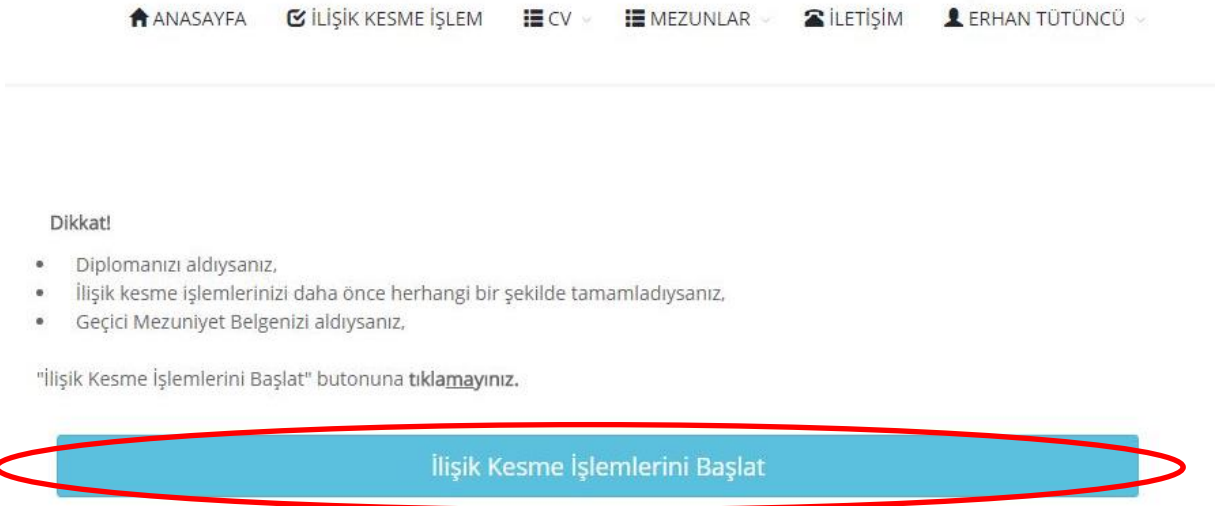 ANASAYFA İLİŞİK KESME İŞLEM CV MEZUNLAR İLETİŞİM ERHAN TÜTÜNCÜ
Dikkat!
• Diplomanızı aldıysanız,
• İlişik kesme işlemlerinizi daha önce herhangi bir şekilde tamamladıysanız,
• Geçici Mezuniyet Belgenizi aldıysanız,
"İlişik Kesme İşlemlerini Başlat" butonuna tıklamayınız.
İlişik Kesme İşlemlerini Başlat